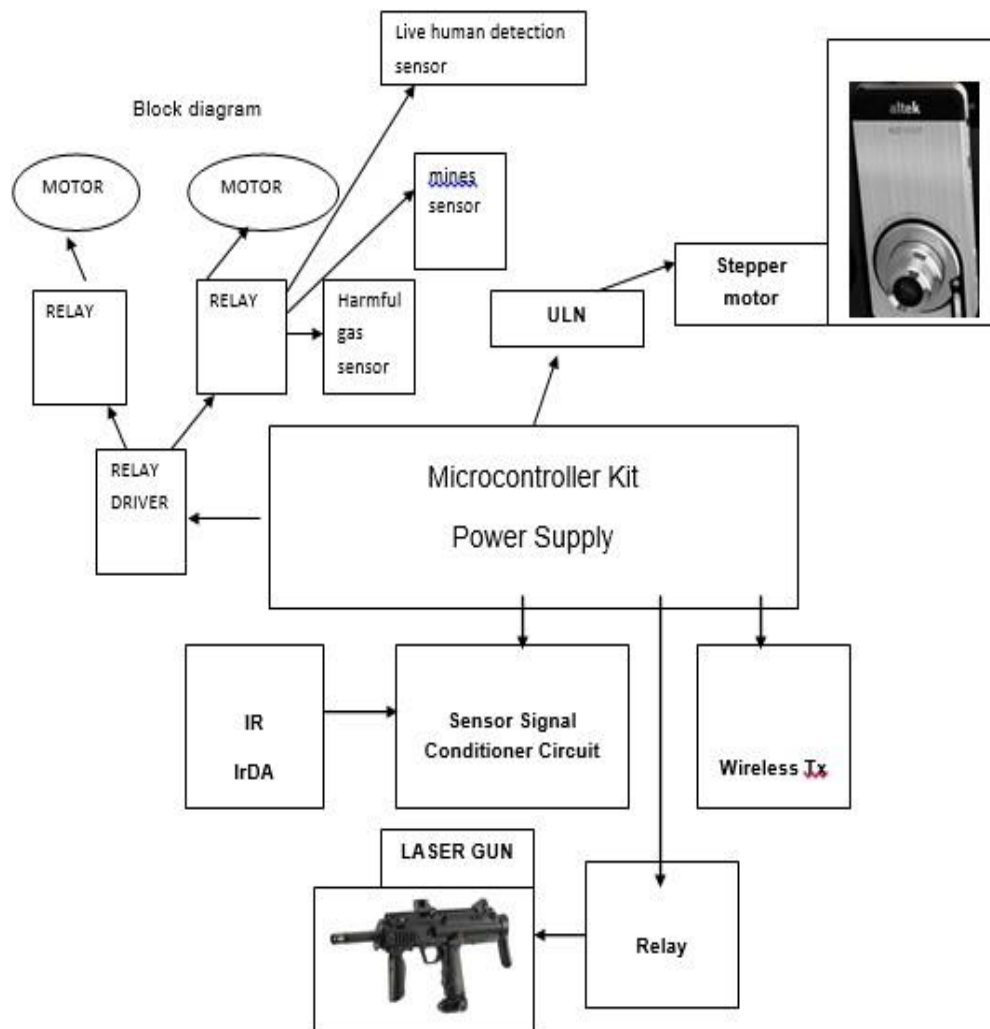 Live human detection
sensor
Block diagram
altek
MOTOR
MOTOR
mines
sensor
Stepper
motor
RELAY
RELAY
Harmful
gas
sensor
ULN
Microcontroller Kit
Power Supply
RELAY
DRIVER
IR
IrDA
Sensor Signal
Conditioner Circuit
Wireless Tx
LASER GUN
Relay